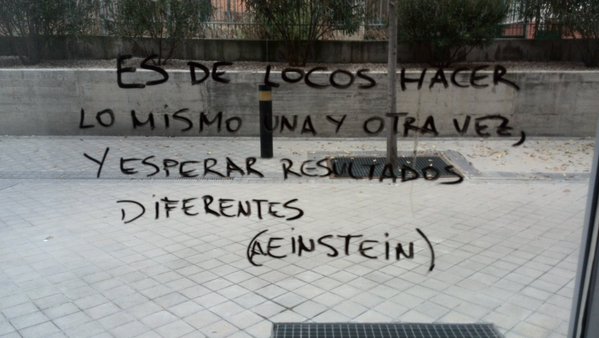 ES DE LOCOS HACER
LO MISMO UNA Y OTRA VEZ,
Y ESPERAR RESULTADOS
DIFERENTES
(A EINSTEIN)